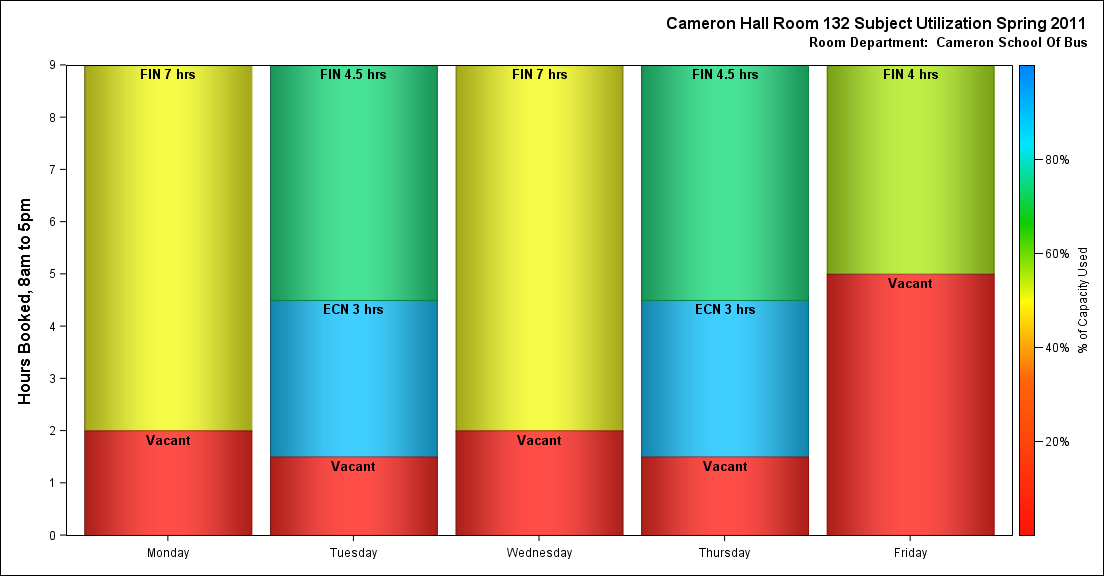 Cameron Hall Room 132 Subject Utilization Spring 2011
Room Department:  Cameron School Of Bus
Hours Booked, 8am to 5pm
9
8
7
6
5
4
3
2
1
0
FIN 7 hrs
Vacant
FIN 4.5 hrs
ECN 3 hrs
Vacant
FIN 7 hrs
Vacant
FIN 4.5 hrs
ECN 3 hrs
Vacant
FIN 4 hrs
Vacant
Monday
Tuesday
Wednesday
Thursday
Friday
80%
60%
40%
20%
% of Capacity Used